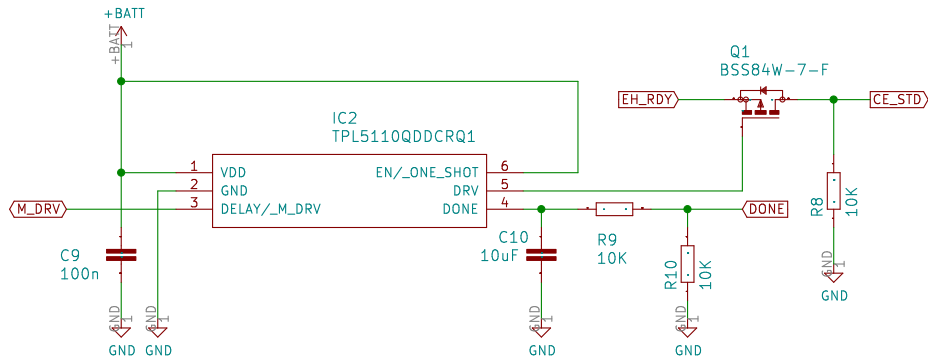 +BATT
+BATT
1
Q1
BSS84W-7-F
EH_RDY
CE_STD
IC2
TPL5110QDDCRQ1
1 VDD EN/_ONE_SHOT 6
2 GND DRV 5
3 DELAY/_M_DRV DONE 4
M_DRV
DONE
R8
10K
C9
100n
C10
10uF
R9
10K
R10
10K
GND
1
GND
GND
1
GND
GND
1
GND
GND
1
GND
GND
1
GND